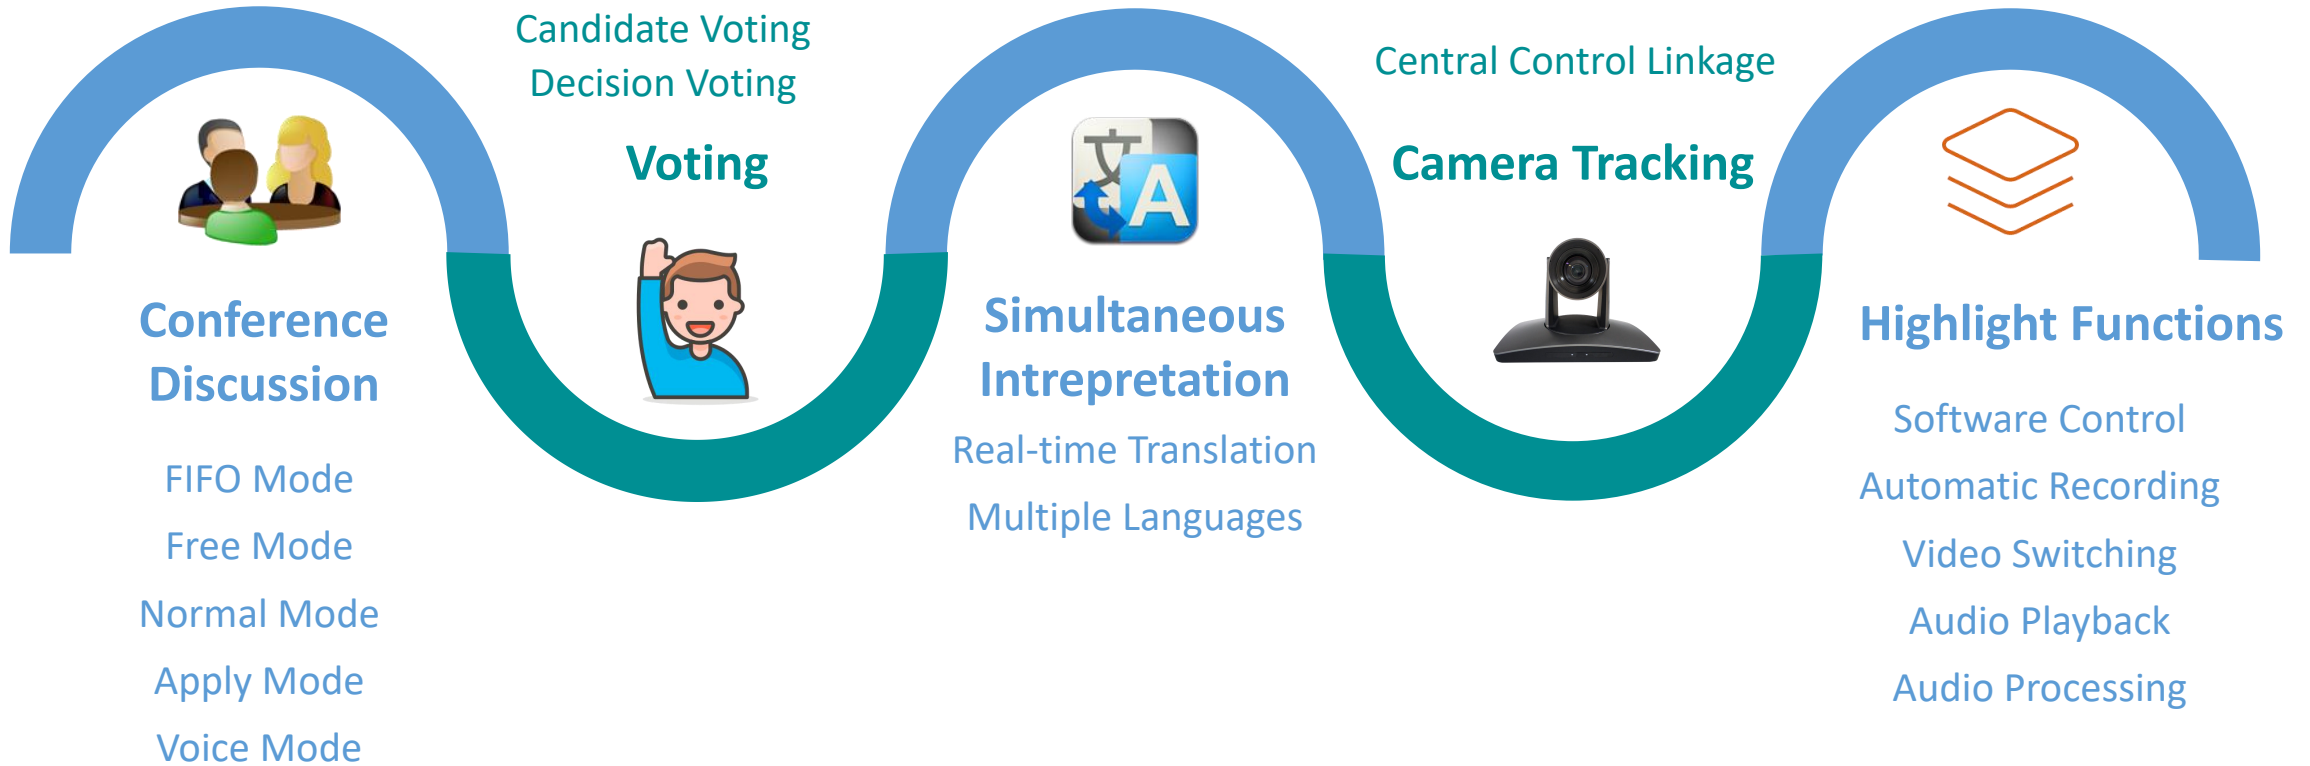 Conference
Discussion
FIFO Mode
Free Mode
Normal Mode
Apply Mode
Voice Mode
Candidate Voting
Decision Voting
Voting
文
A
Simultaneous
Intrepretation
Real-time Translation
Multiple Languages
Central Control Linkage
Camera Tracking
Highlight Functions
Software Control
Automatic Recording
Video Switching
Audio Playback
Audio Processing